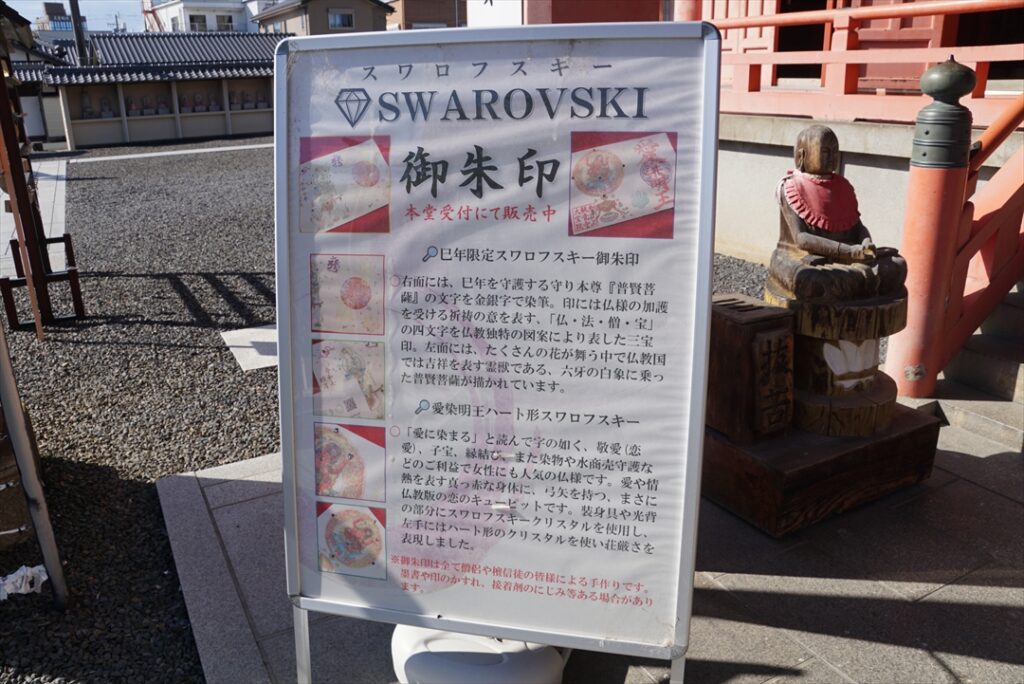 スワロフスキー
SWAROVSKI
御朱印
本堂受付にて販売中
巳年限定スワロフスキー御朱印
○右面には、巳年を守護する守り本尊『普賢菩
薩』の文字を金銀字で染筆。印には仏様の加護
を受ける祈祷の意を表す、「仏・法・僧・宝」
の四文字を仏教独特の図案により表した三宝
印。左面には、たくさんの花が舞う中で仏教国
では吉祥を表す霊獣である、六牙の白象に乗っ
た普賢菩薩が描かれています。
愛染明王ハート形スワロフスキー
○「愛に染まる」と読んで字の如く、敬愛(恋
愛)、子宝、縁結び、また染物や水商売守護な
どのご利益で女性にも人気の仏様です。愛や情
熱を表す真っ赤な身体に、弓矢を持つ、まさに
仏教版の恋のキューピットです。装身具や光背
の部分にスワロフスキークリスタルを使用し、
左手にはハート形のクリスタルを使い荘厳さを
表現しました。
※御朱印は全て僧侶や檀信徒の皆様による手作りです。
墨書や印のかすれ、接着剤のにじみ等ある場合があり
ます。